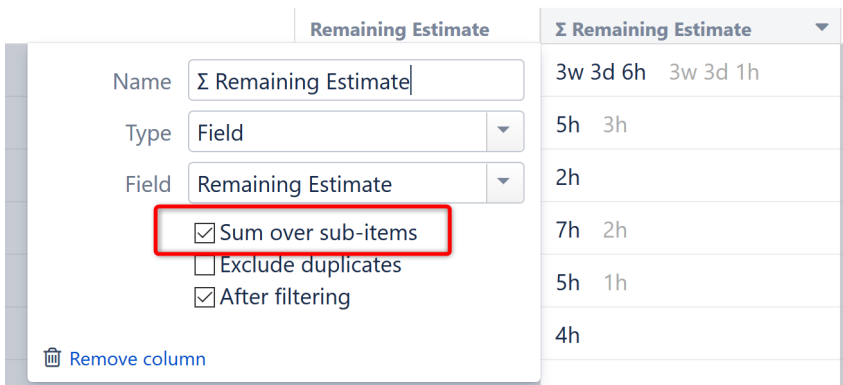 Remaining Estimate Σ Remaining Estimate
Name Σ Remaining Estimate
3w 3d 6h 3w 3d 1h
Type Field
5h 3h
Field Remaining Estimate
2h
Sum over sub-items
7h 2h
Exclude duplicates
5h 1h
After filtering
4h
Remove column